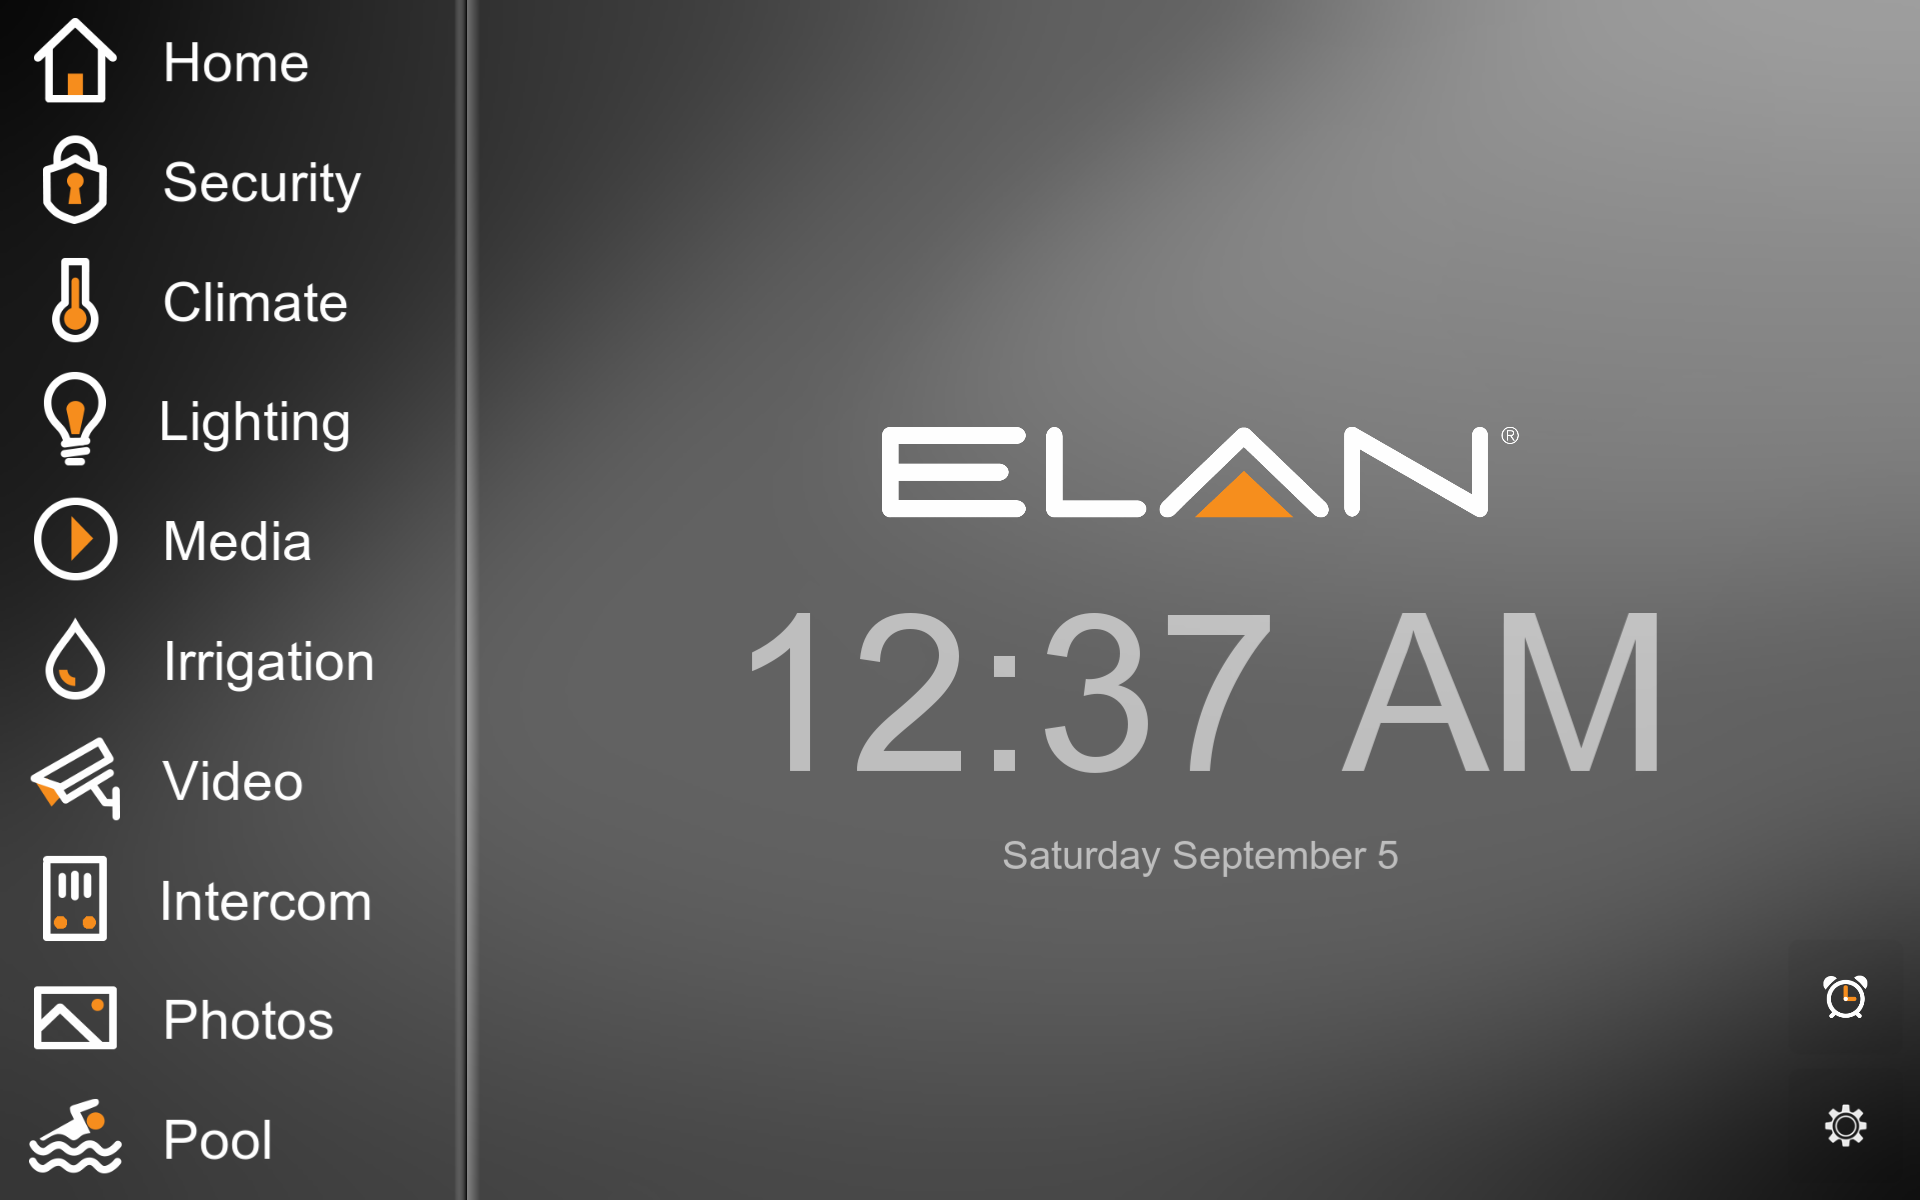 Home
Security
Climate
Lighting
Media
Irrigation
Video
Intercom
Photos
Pool
ELAN®
12:37 AM
Saturday September 5